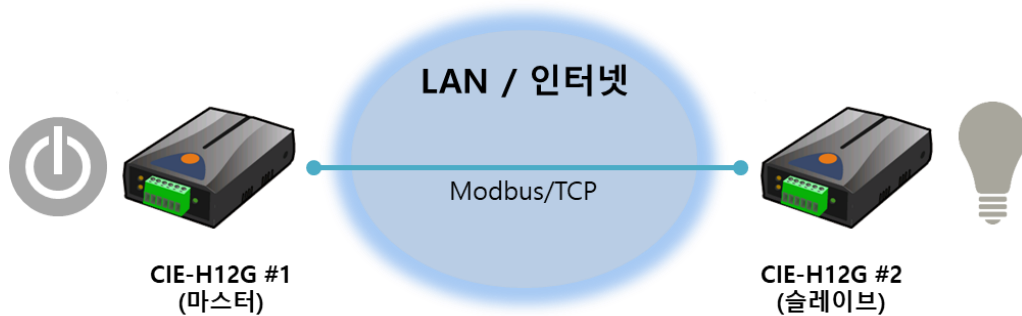 LAN / 인터넷
Modbus/TCP
CIE-H12G #1
(마스터)
CIE-H12G #2
(슬레이브)